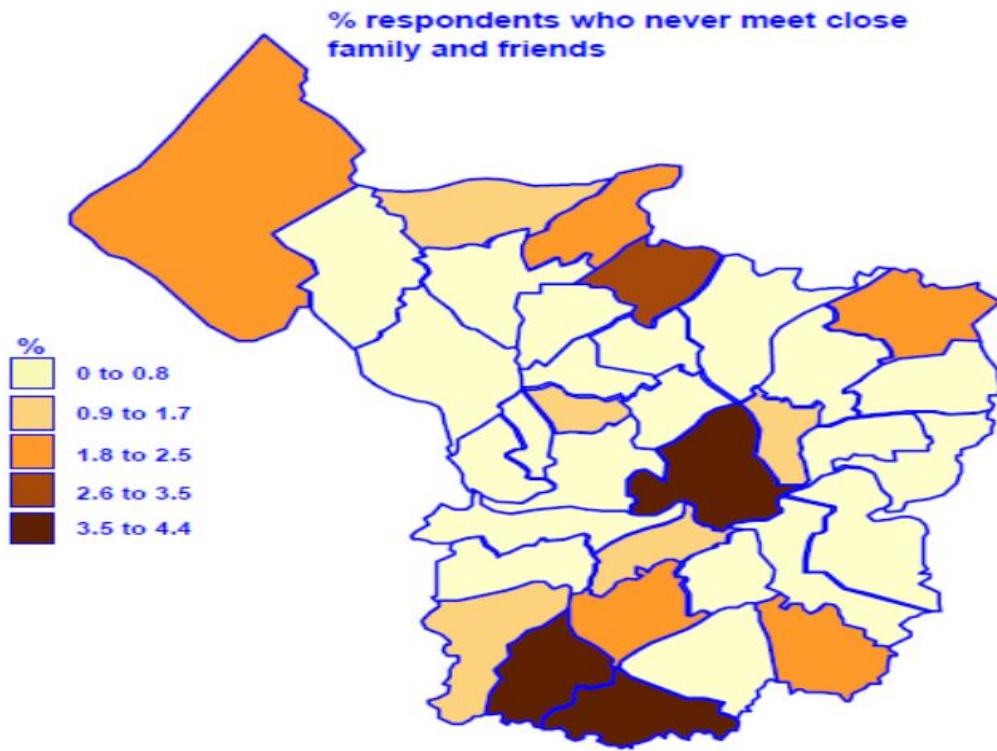 % respondents who never meet close
family and friends
%
0 to 0.8
0.9 to 1.7
1.8 to 2.5
2.6 to 3.5
3.5 to 4.4